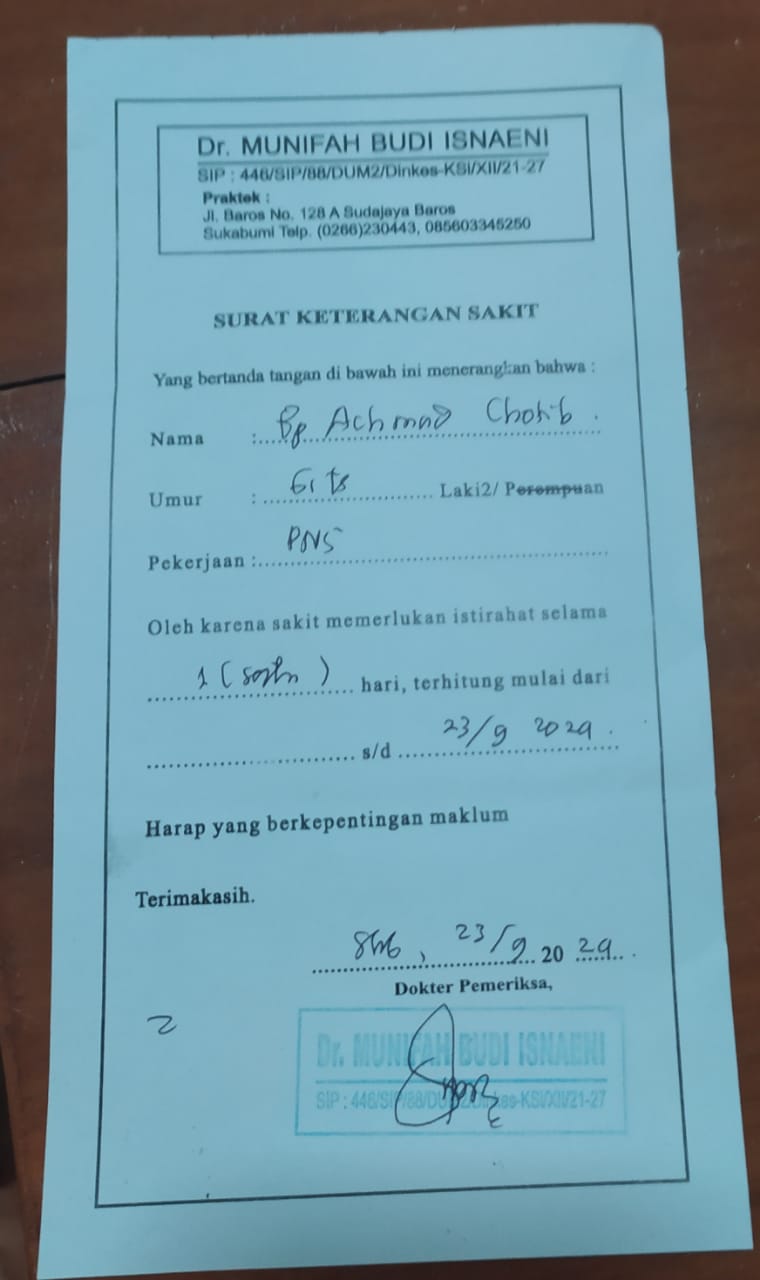 Dr. MUNIFAH BUDI ISNAENI
SIP : 446/SIP/88/DUM2/Dinkes-KSI/XII/21-27
Praktek :
Jl. Baros No. 128 A Sudajaya Baros
Sukabumi Telp. (0266)230443, 085603345250
SURAT KETERANGAN SAKIT
Yang bertanda tangan di bawah ini menerangkan bahwa :
Nama : Bp Achmad Chotib .
Umur : 61 th Laki2/ Perempuan
Pekerjaan : PNS
Oleh karena sakit memerlukan istirahat selama
1 (satu) hari, terhitung mulai dari
s/d 23/9 2024 .
Harap yang berkepentingan maklum
Terimakasih.
23/9 20 24
Dokter Pemeriksa,
Dr. MUNIFAH BUDI ISNAENI
SIP : 446/SIP/88/DUM2/Dinkes-KSI/XII/21-27